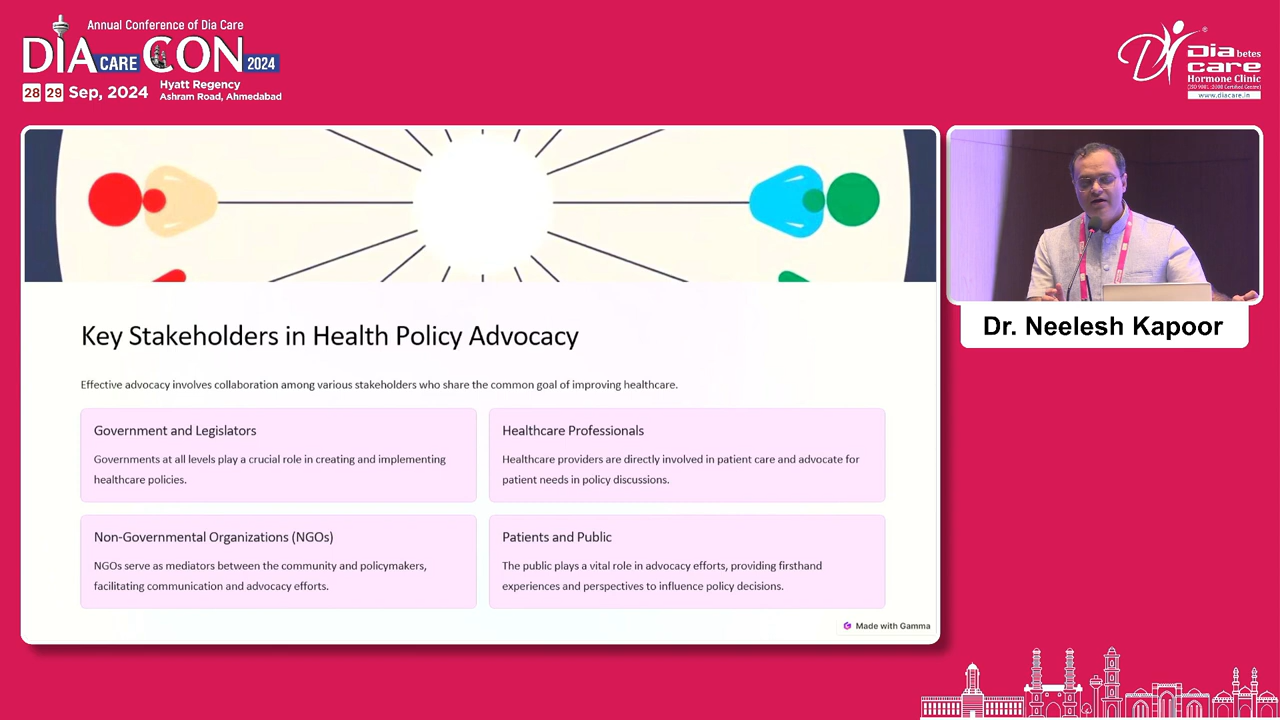 Annual Conference of Dia Care
DIA CARE CON 2024
28 29 Sep, 2024
Hyatt Regency
Ashram Road, Ahmedabad
Diabetes
care
Hormone Clinic
(ISO 9001 :2008 Certified Centre)
www.diacare.in
Dr. Neelesh Kapoor
Key Stakeholders in Health Policy Advocacy
Effective advocacy involves collaboration among various stakeholders who share the common goal of improving healthcare.
Government and Legislators
Governments at all levels play a crucial role in creating and implementing
healthcare policies.
Healthcare Professionals
Healthcare providers are directly involved in patient care and advocate for
patient needs in policy discussions.
Non-Governmental Organizations (NGOs)
NGOs serve as mediators between the community and policymakers,
facilitating communication and advocacy efforts.
Patients and Public
The public plays a vital role in advocacy efforts, providing firsthand
experiences and perspectives to influence policy decisions.
Made with Gamma